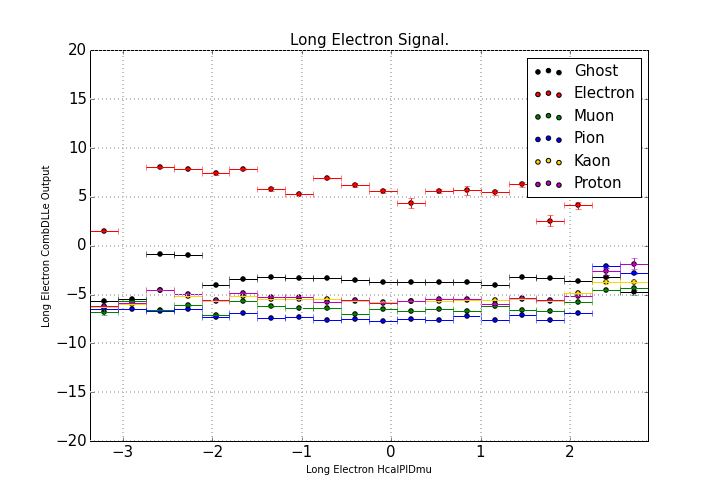 Long Electron Signal.
20
15
10
5
0
−5
−10
−15
−20
−3
−2
−1
0
1
2
Long Electron CombDLLe Output
Long Electron HcalPIDmu
Ghost
Electron
Muon
Pion
Kaon
Proton